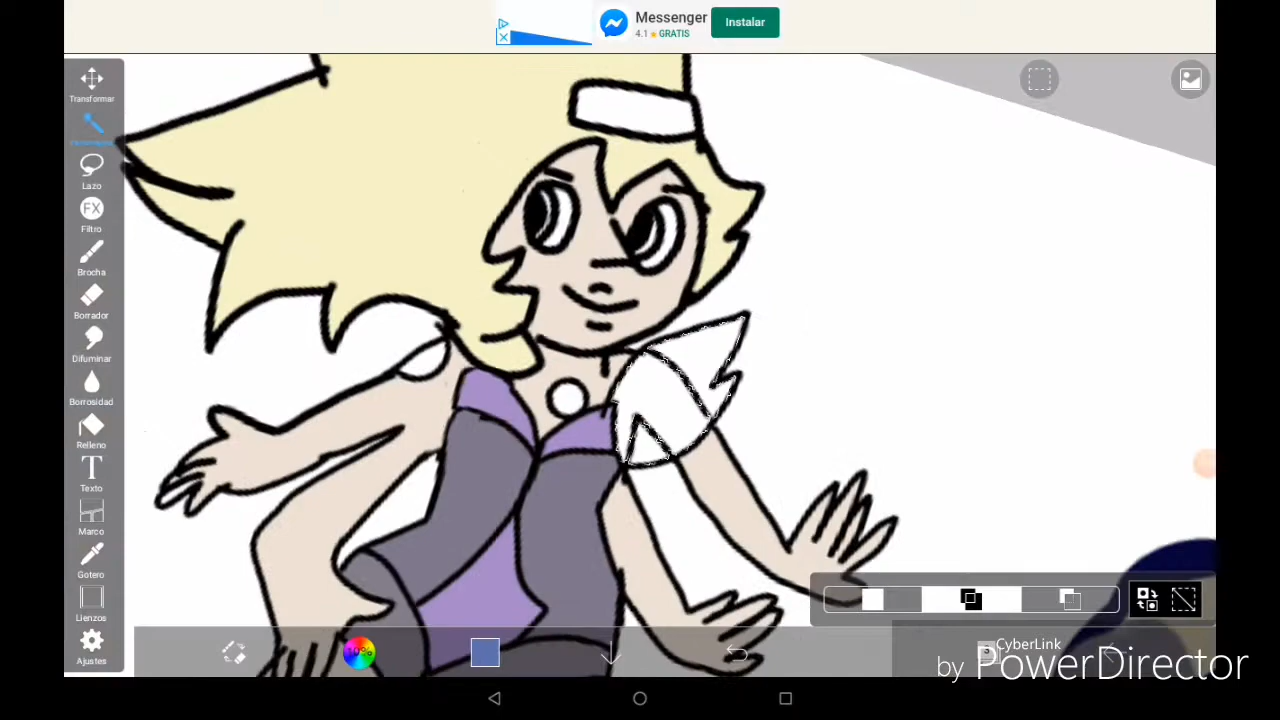 Messenger
4.1 ★ GRATIS
Instalar
Transformar
Lazo
FX
Filtro
Brocha
Borrador
Difuminar
Borrosidad
Relleno
T
Texto
Marco
Gotero
Lienzos
Ajustes
10%
CyberLink
by PowerDirector